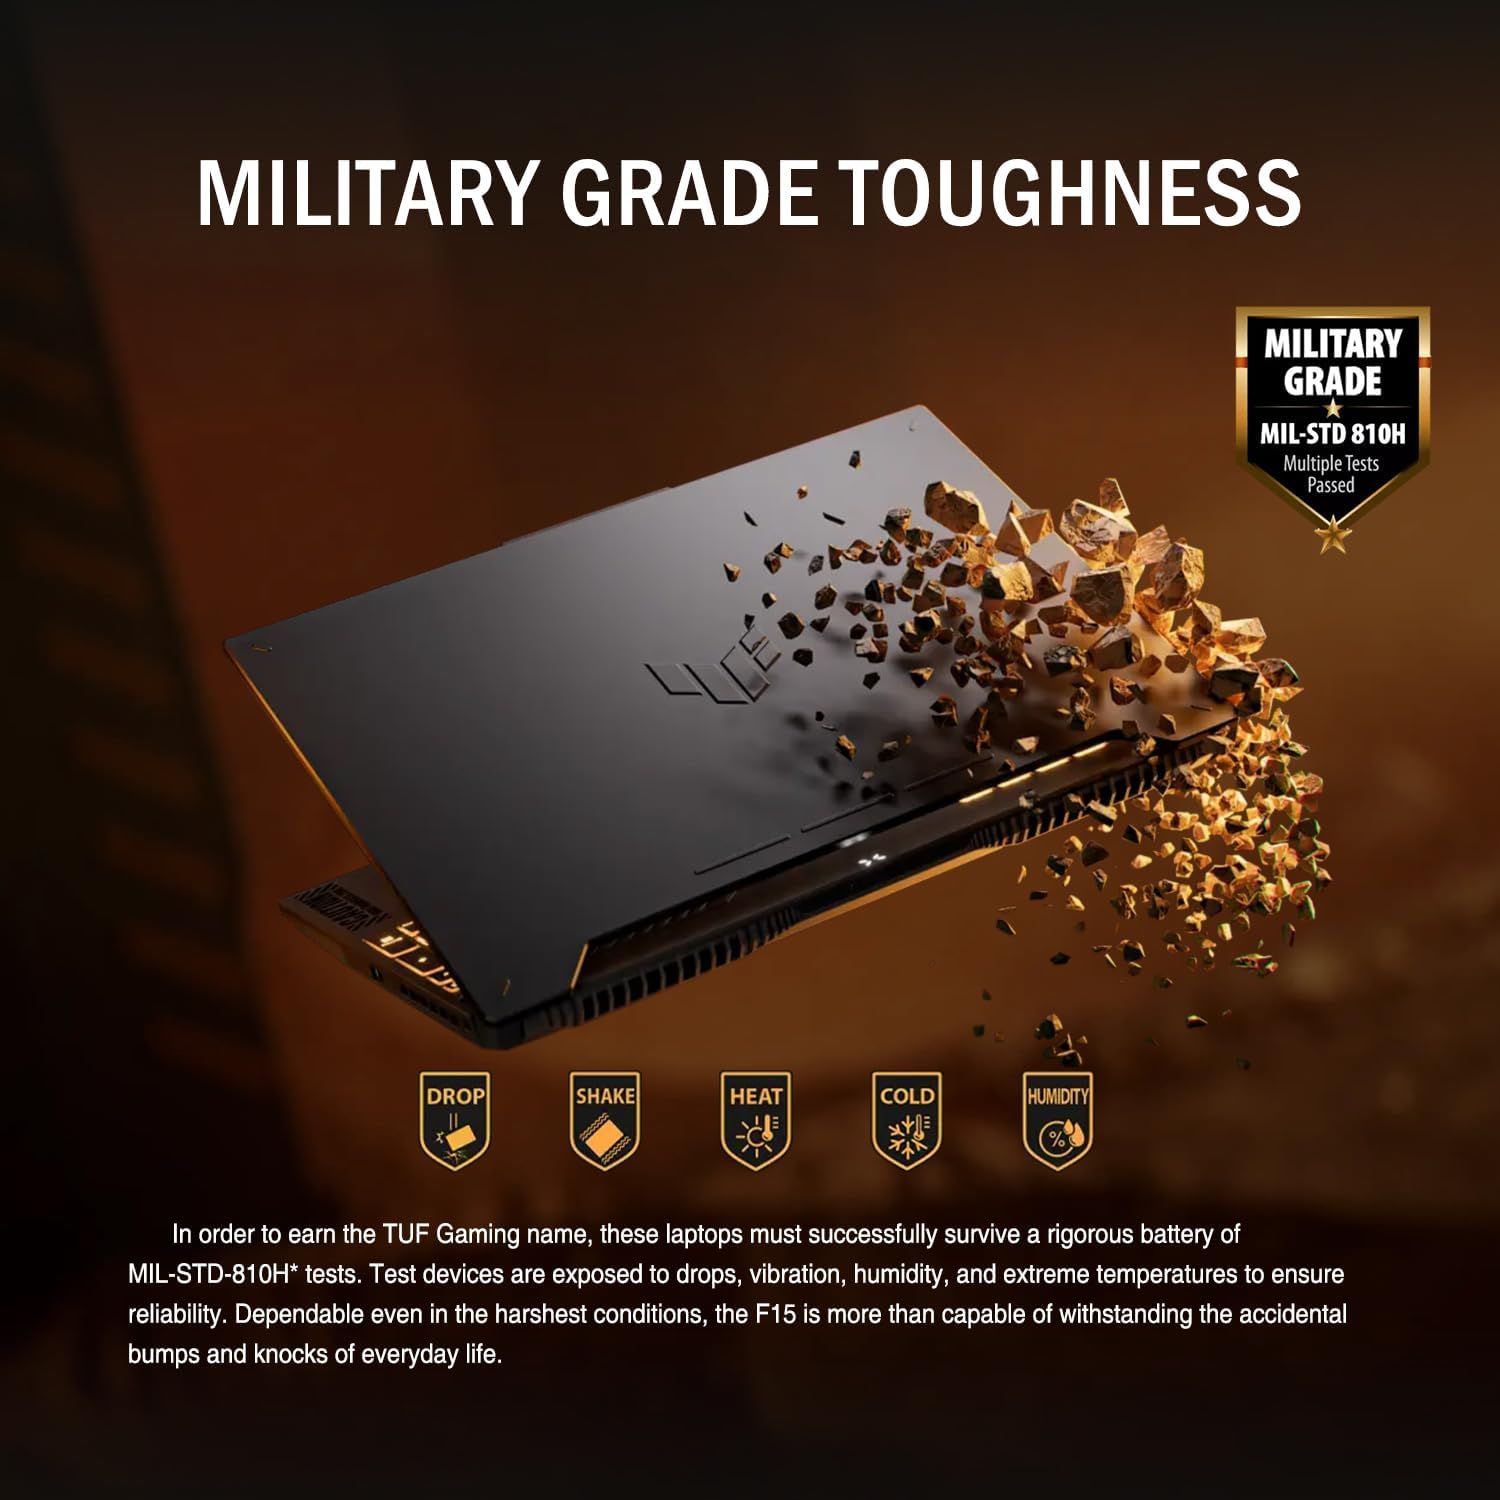 MILITARY GRADE TOUGHNESS
MILITARY
GRADE
MIL-STD 810H
Multiple Tests
Passed
TUF
DROP
SHAKE
HEAT
COLD
HUMIDITY
%
In order to earn the TUF Gaming name, these laptops must successfully survive a rigorous battery of
MIL-STD-810H* tests. Test devices are exposed to drops, vibration, humidity, and extreme temperatures to ensure
reliability. Dependable even in the harshest conditions, the F15 is more than capable of withstanding the accidental
bumps and knocks of everyday life.